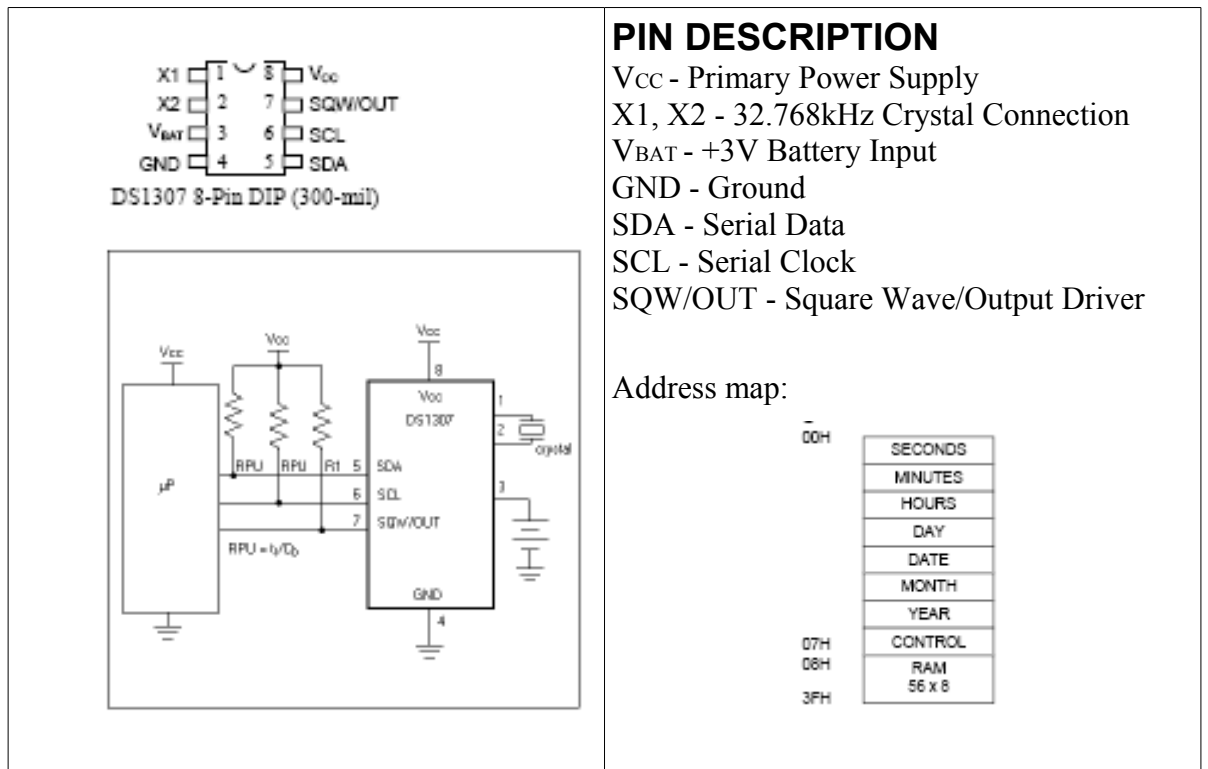 X1 1 8 Vcc
X2 2 7 SQW/OUT
VBAT 3 6 SCL
GND 4 5 SDA
DS1307 8-Pin DIP (300-mil)
Vcc
Vcc
Vcc
8
Vcc
DS1307
1
2
crystal
RPU RPU R1 5 SDA
µP
6 SCL
3
7 SQW/OUT
RPU =
GND
4
PIN DESCRIPTION
VCC - Primary Power Supply
X1, X2 - 32.768kHz Crystal Connection
VBAT - +3V Battery Input
GND - Ground
SDA - Serial Data
SCL - Serial Clock
SQW/OUT - Square Wave/Output Driver
Address map:
00H
SECONDS
MINUTES
HOURS
DAY
DATE
MONTH
YEAR
07H CONTROL
08H RAM
56 x 8
3FH